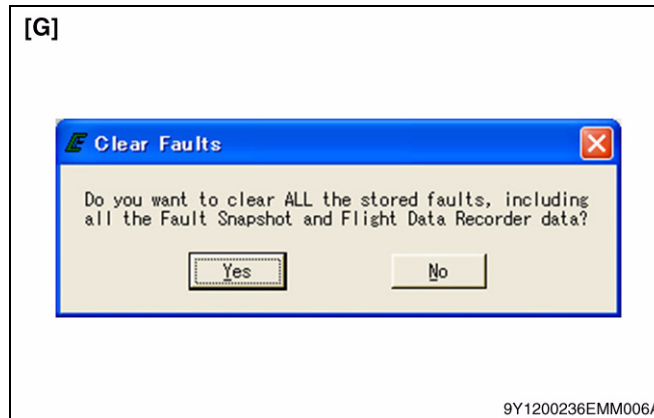 [G]
Clear Faults
Do you want to clear ALL the stored faults, including
all the Fault Snapshot and Flight Data Recorder data?
Yes No
9Y1200236EMM006A